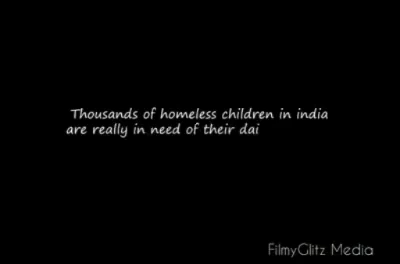 Thousands of homeless children in india
are really in need of their dai
FilmyGlitz Media